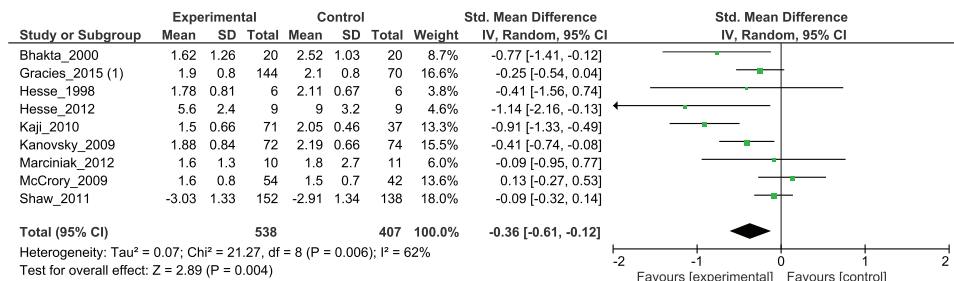 Experimental Control Std. Mean Difference Std. Mean Difference
Study or Subgroup Mean SD Total Mean SD Total Weight IV, Random, 95% CI IV, Random, 95% CI
Bhakta_2000 1.62 1.26 20 2.52 1.03 20 8.7% -0.77 [-1.41, -0.12]
Gracies_2015 (1) 1.9 0.8 144 2.1 0.8 70 16.6% -0.25 [-0.54, 0.04]
Hesse_1998 1.78 0.81 6 2.11 0.67 6 3.8% -0.41 [-1.56, 0.74]
Hesse_2012 5.6 2.4 9 9 3.2 9 4.6% -1.14 [-2.16, -0.13]
Kaji_2010 1.5 0.66 71 2.05 0.46 37 13.3% -0.91 [-1.33, -0.49]
Kanovsky_2009 1.88 0.84 72 2.19 0.66 74 15.5% -0.41 [-0.74, -0.08]
Marciniak_2012 1.6 1.3 10 1.8 2.7 11 6.0% -0.09 [-0.95, 0.77]
McCrory_2009 1.6 0.8 54 1.5 0.7 42 13.6% 0.13 [-0.27, 0.53]
Shaw_2011 -3.03 1.33 152 -2.91 1.34 138 18.0% -0.09 [-0.32, 0.14]
Total (95% CI) 538 407 100.0% -0.36 [-0.61, -0.12]
Heterogeneity: Tau² = 0.07; Chi² = 21.27, df = 8 (P = 0.006); I² = 62%
Test for overall effect: Z = 2.89 (P = 0.004)
-2 -1 0 1 2
Favours [experimental] Favours [control]